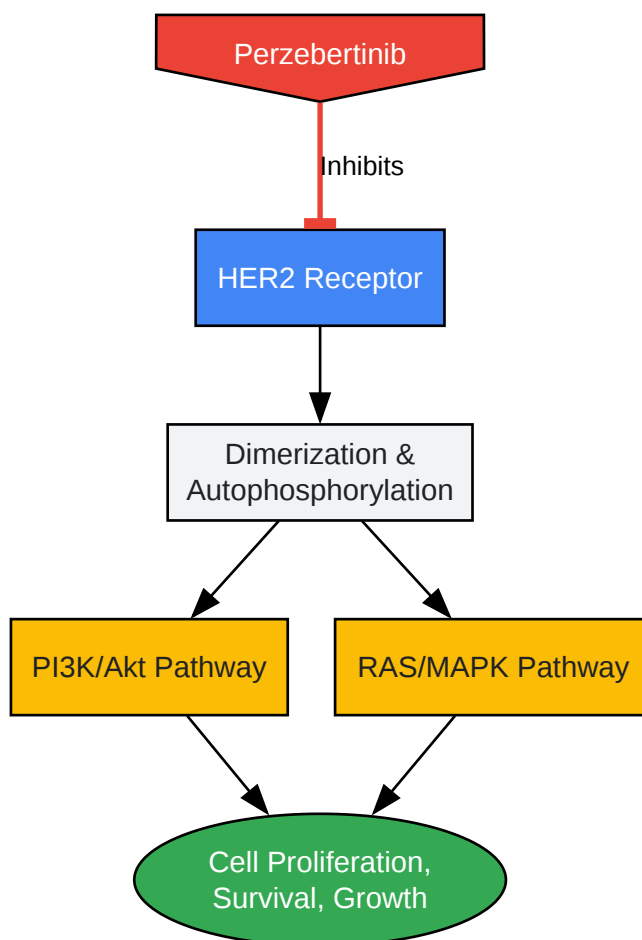 Perzebertinib
Inhibits
HER2 Receptor
Dimerization &
Autophosphorylation
PI3K/Akt Pathway
RAS/MAPK Pathway
Cell Proliferation,
Survival, Growth